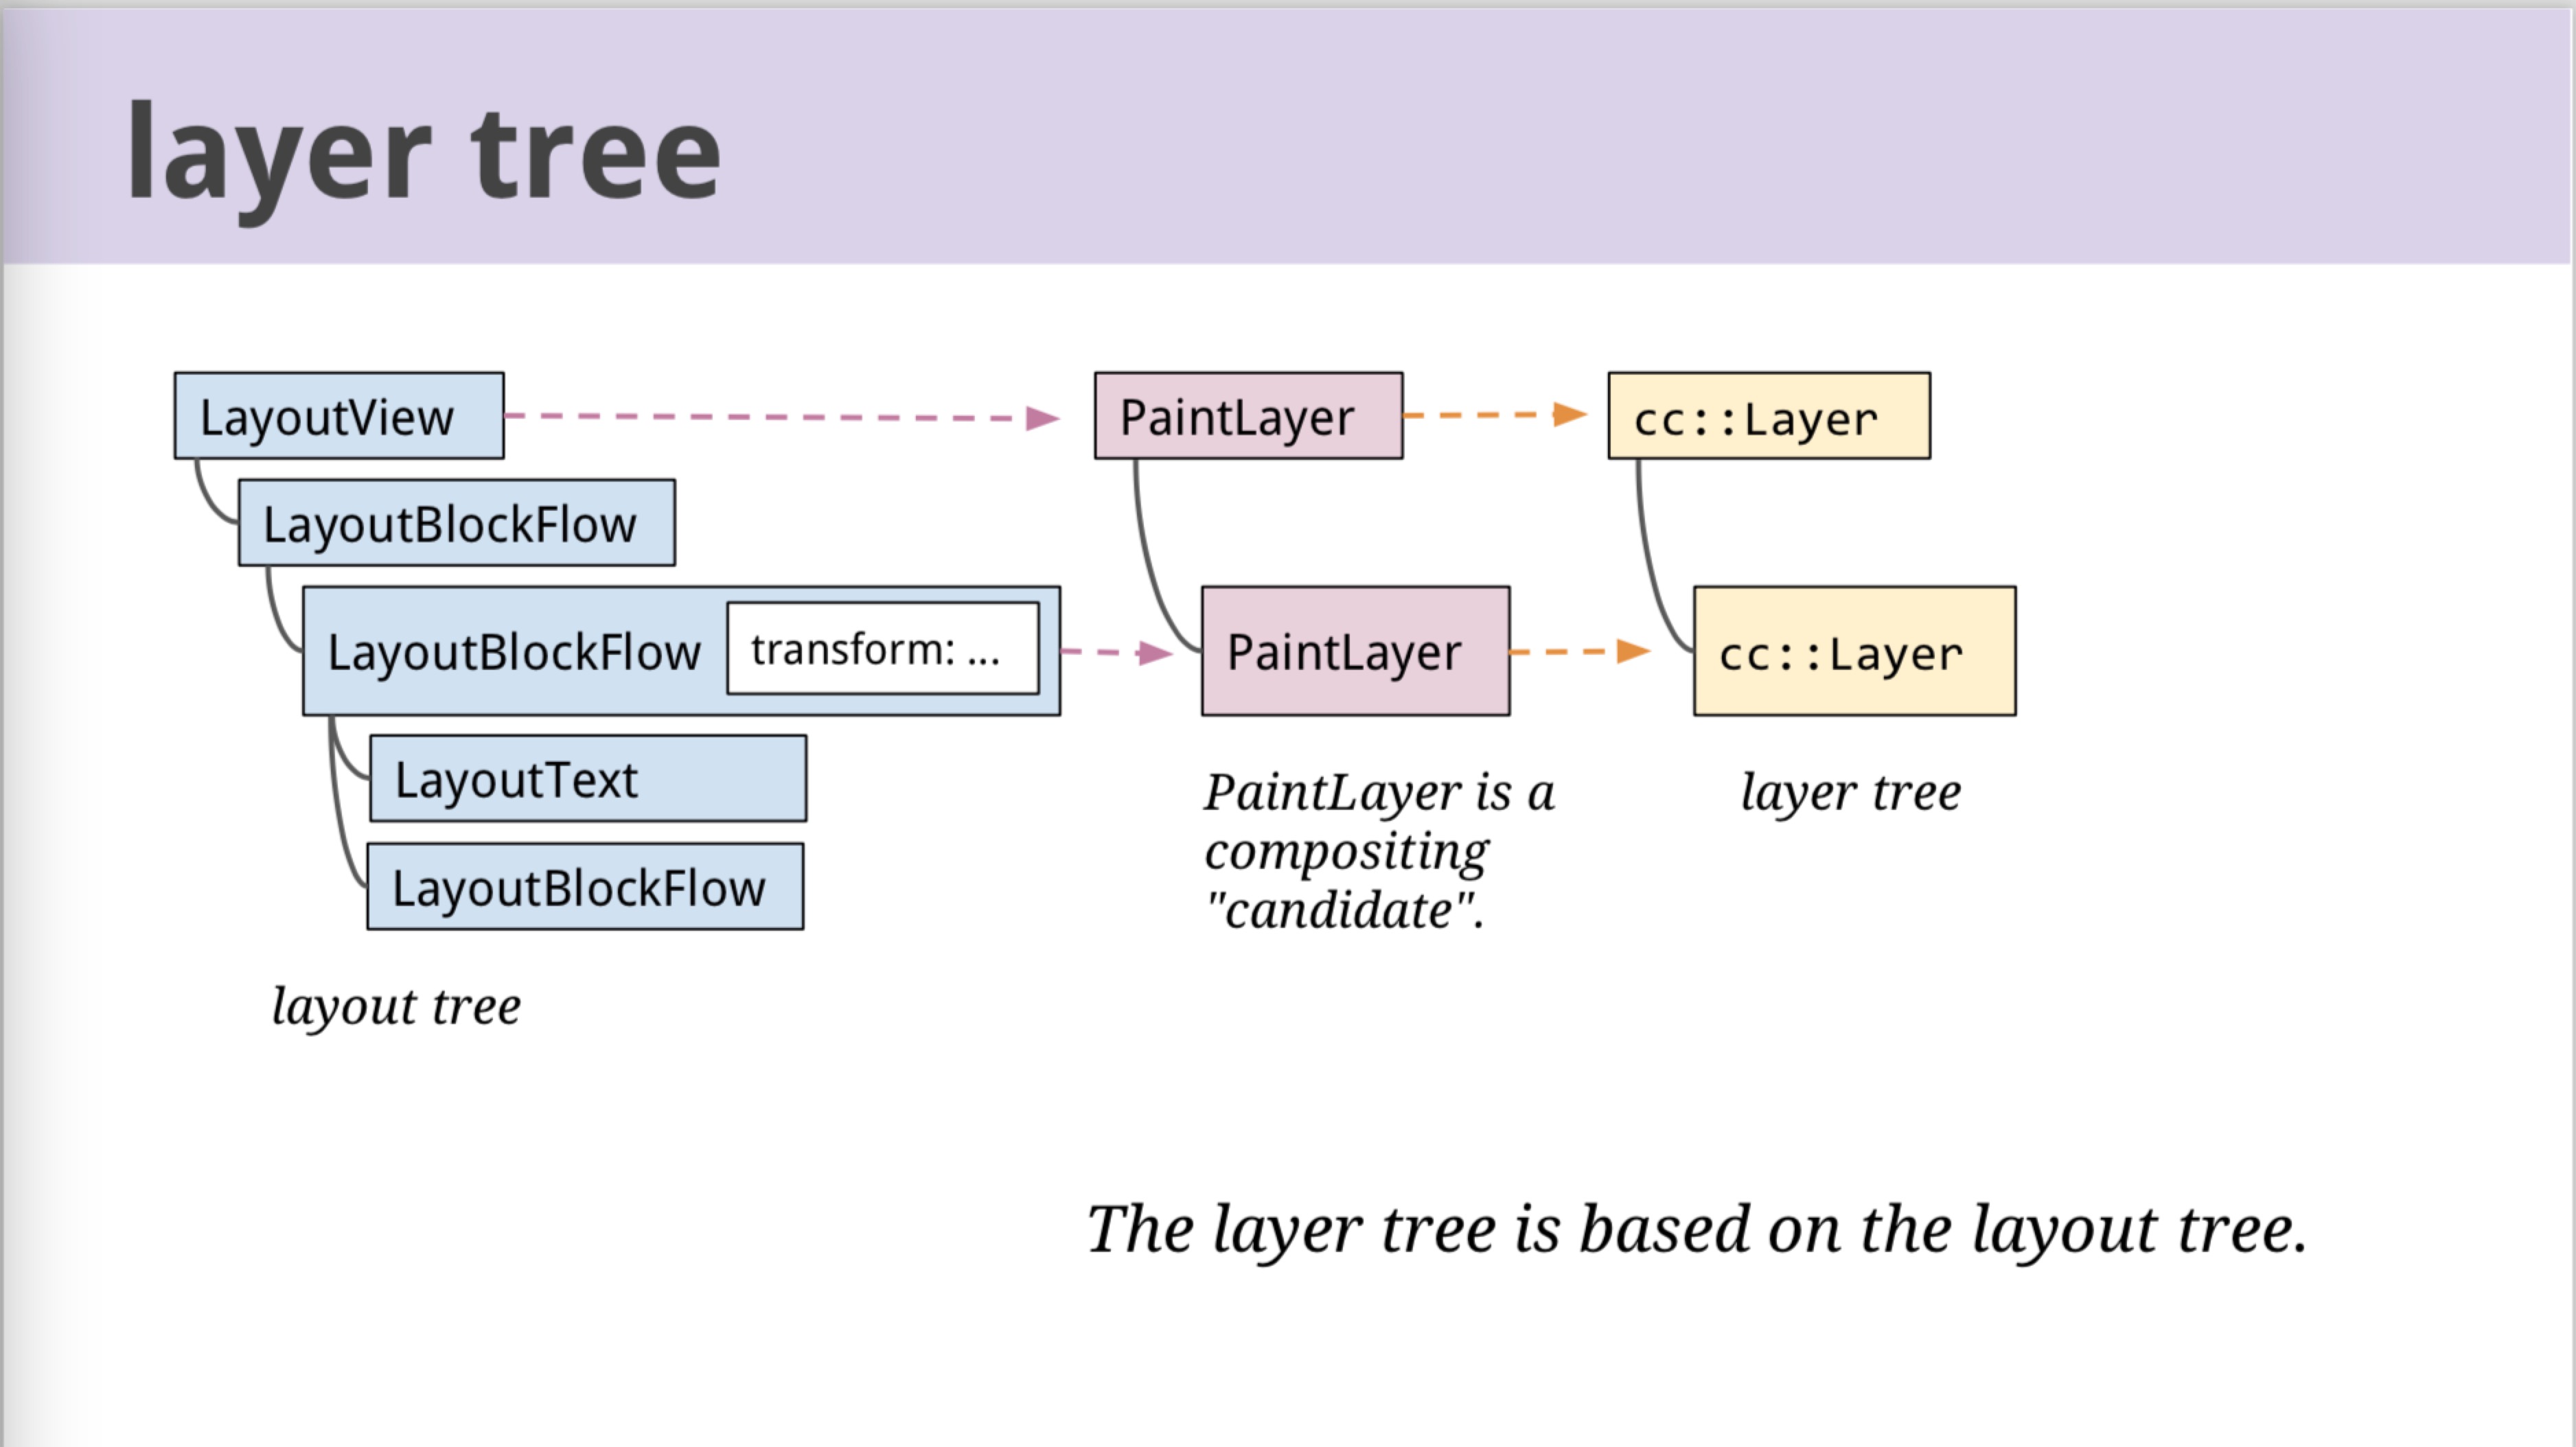 layer tree
LayoutView
PaintLayer
cc::Layer
LayoutBlockFlow
LayoutBlockFlow
transform: ...
PaintLayer
cc::Layer
LayoutText
LayoutBlockFlow
layout tree
PaintLayer is a
compositing
"candidate".
layer tree
The layer tree is based on the layout tree.